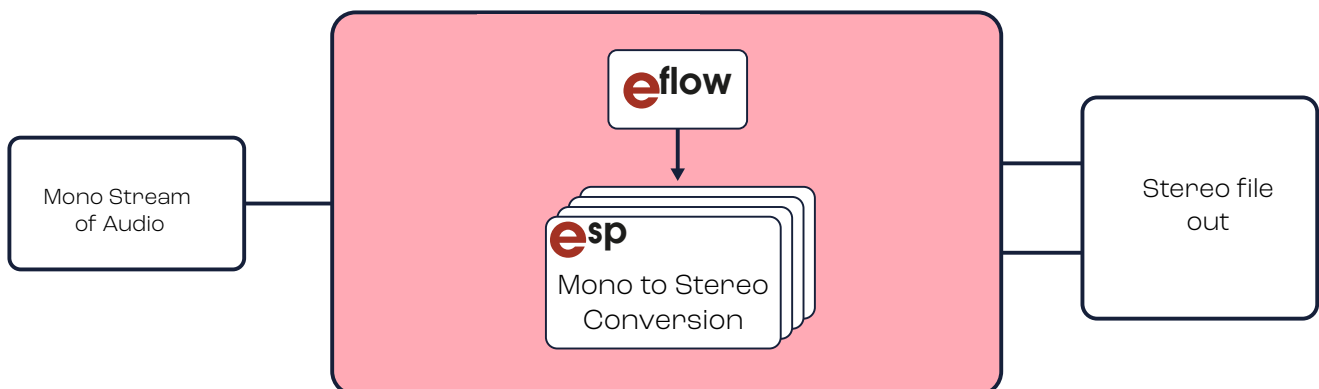 eflow
Mono Stream
of Audio
esp
Mono to Stereo
Conversion
Stereo file
out